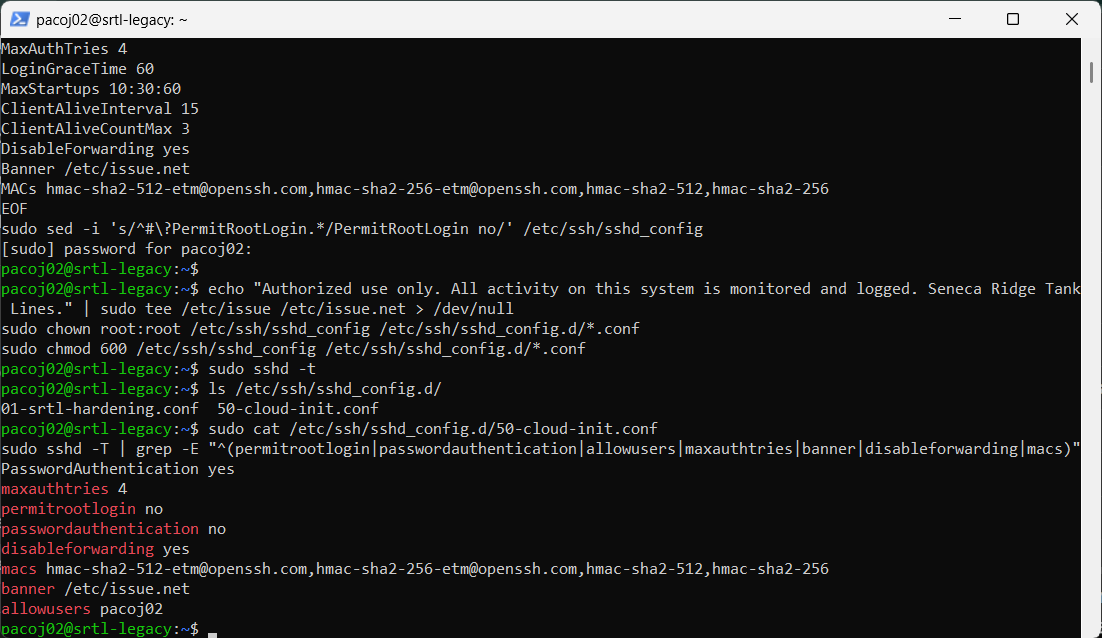 pacoj02@srtl-legacy: ~
MaxAuthTries 4
LoginGraceTime 60
MaxStartups 10:30:60
ClientAliveInterval 15
ClientAliveCountMax 3
DisableForwarding yes
Banner /etc/issue.net
MACs hmac-sha2-512-etm@openssh.com,hmac-sha2-256-etm@openssh.com,hmac-sha2-512,hmac-sha2-256
EOF
sudo sed -i 's/^#\?PermitRootLogin.*/PermitRootLogin no/' /etc/ssh/sshd_config
[sudo] password for pacoj02:
pacoj02@srtl-legacy:~$
pacoj02@srtl-legacy:~$ echo "Authorized use only. All activity on this system is monitored and logged. Seneca Ridge Tank
 Lines." | sudo tee /etc/issue /etc/issue.net > /dev/null
sudo chown root:root /etc/ssh/sshd_config /etc/ssh/sshd_config.d/*.conf
sudo chmod 600 /etc/ssh/sshd_config /etc/ssh/sshd_config.d/*.conf
pacoj02@srtl-legacy:~$ sudo sshd -t
pacoj02@srtl-legacy:~$ ls /etc/ssh/sshd_config.d/
01-srtl-hardening.conf  50-cloud-init.conf
pacoj02@srtl-legacy:~$ sudo cat /etc/ssh/sshd_config.d/50-cloud-init.conf
sudo sshd -T | grep -E "^(permitrootlogin|passwordauthentication|allowusers|maxauthtries|banner|disableforwarding|macs)"
PasswordAuthentication yes
maxauthtries 4
permitrootlogin no
passwordauthentication no
disableforwarding yes
macs hmac-sha2-512-etm@openssh.com,hmac-sha2-256-etm@openssh.com,hmac-sha2-512,hmac-sha2-256
banner /etc/issue.net
allowusers pacoj02
pacoj02@srtl-legacy:~$